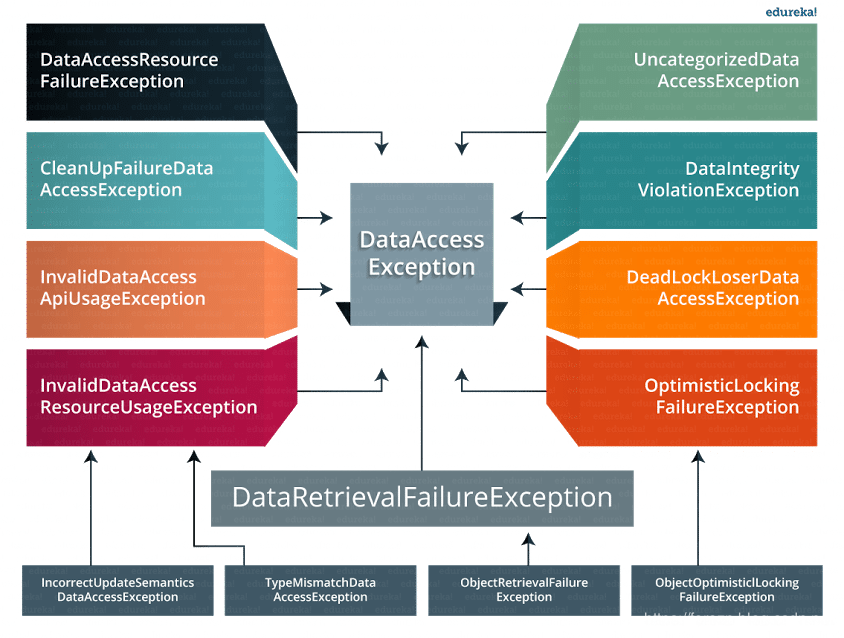 edureka!
DataAccessResource
FailureException
UncategorizedData
AccessException
CleanUpFailureData
AccessException
DataIntegrity
ViolationException
DataAccess
Exception
InvalidDataAccess
ApiUsageException
DeadLockLoserData
AccessException
InvalidDataAccess
ResourceUsageException
OptimisticLocking
FailureException
DataRetrievalFailureException
IncorrectUpdateSemantics
DataAccessException
TypeMismatchData
AccessException
ObjectRetrievalFailure
Exception
ObjectOptimisticlLocking
FailureException